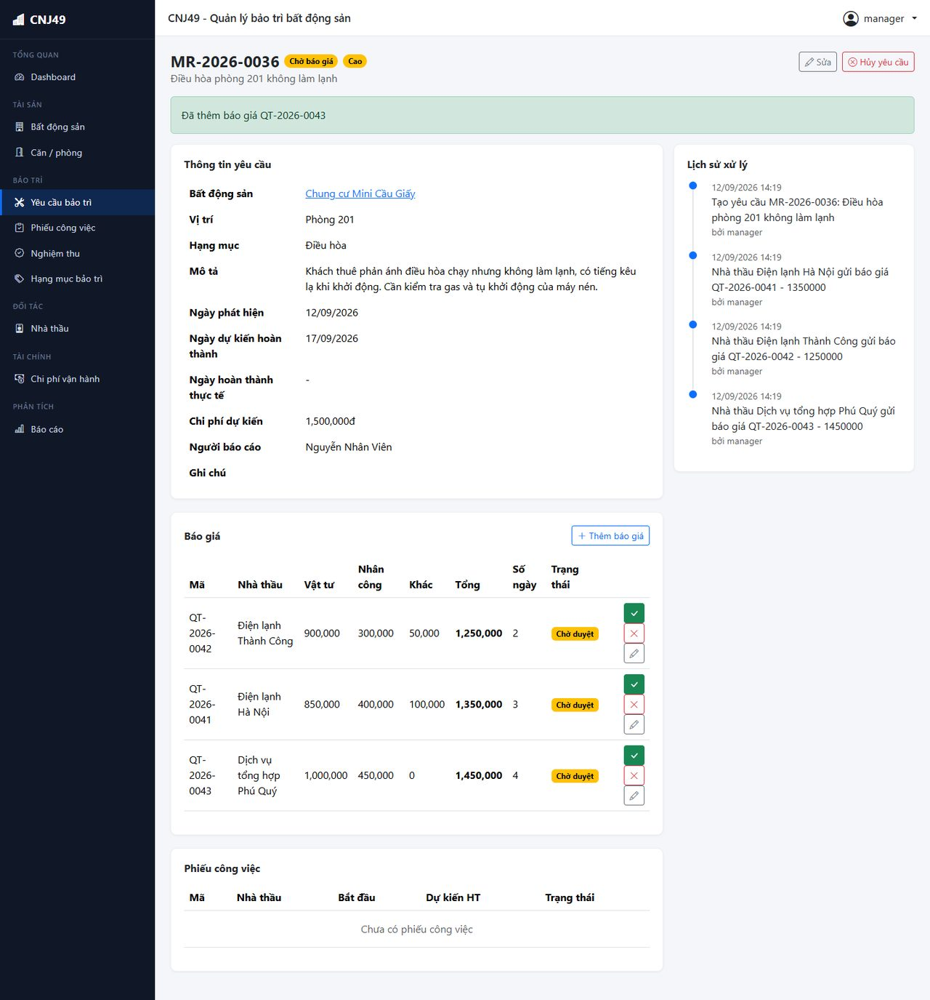 CNJ49
TỔNG QUAN
Dashboard
TÀI SẢN
Bất động sản
Căn / phòng
BẢO TRÌ
Yêu cầu bảo trì
Phiếu công việc
Nghiệm thu
Hạng mục bảo trì
ĐỐI TÁC
Nhà thầu
TÀI CHÍNH
Chi phí vận hành
PHÂN TÍCH
Báo cáo
CNJ49 - Quản lý bảo trì bất động sản
manager
MR-2026-0036 Chờ báo giá Cao
Điều hòa phòng 201 không làm lạnh
Sửa
Hủy yêu cầu
Đã thêm báo giá QT-2026-0043
Thông tin yêu cầu
Bất động sản Chung cư Mini Cầu Giấy
Vị trí Phòng 201
Hạng mục Điều hòa
Mô tả Khách thuê phản ánh điều hòa chạy nhưng không làm lạnh, có tiếng kêu
lạ khi khởi động. Cần kiểm tra gas và tụ khởi động của máy nén.
Ngày phát hiện 12/09/2026
Ngày dự kiến hoàn 17/09/2026
thành
Ngày hoàn thành -
thực tế
Chi phí dự kiến 1,500,000đ
Người báo cáo Nguyễn Nhân Viên
Ghi chú
Lịch sử xử lý
12/09/2026 14:19
Tạo yêu cầu MR-2026-0036: Điều hòa
phòng 201 không làm lạnh
bởi manager
12/09/2026 14:19
Nhà thầu Điện lạnh Hà Nội gửi báo giá
QT-2026-0041 - 1350000
bởi manager
12/09/2026 14:19
Nhà thầu Điện lạnh Thành Công gửi báo
giá QT-2026-0042 - 1250000
bởi manager
12/09/2026 14:19
Nhà thầu Dịch vụ tổng hợp Phú Quý gửi
báo giá QT-2026-0043 - 1450000
bởi manager
Báo giá
+ Thêm báo giá
Mã Nhà thầu Vật tư Nhân công Khác Tổng Số ngày Trạng thái
QT-2026-0042 Điện lạnh Thành Công 900,000 300,000 50,000 1,250,000 2 Chờ duyệt
QT-2026-0041 Điện lạnh Hà Nội 850,000 400,000 100,000 1,350,000 3 Chờ duyệt
QT-2026-0043 Dịch vụ tổng hợp Phú Quý 1,000,000 450,000 0 1,450,000 4 Chờ duyệt
Phiếu công việc
Mã Nhà thầu Bắt đầu Dự kiến HT Trạng thái
Chưa có phiếu công việc